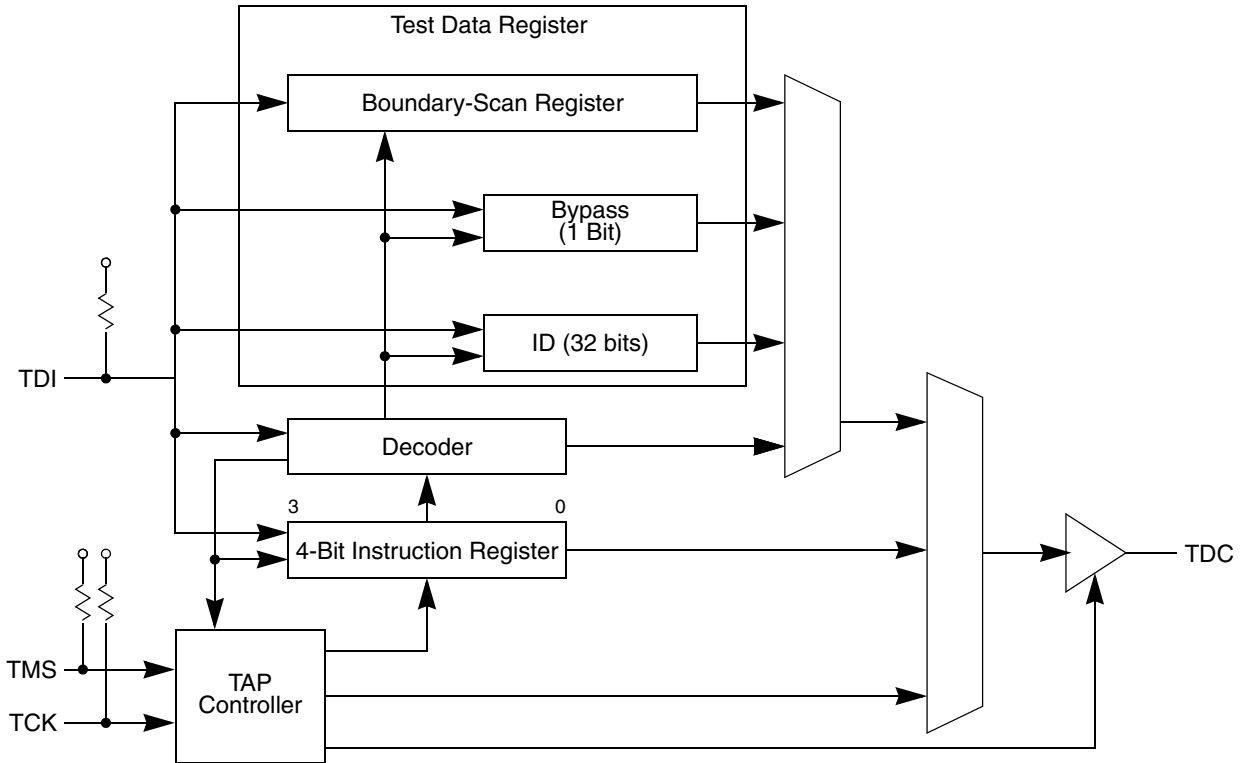 Test Data Register
Boundary-Scan Register
Bypass
(1 Bit)
ID (32 bits)
TDI
Decoder
3 0
4-Bit Instruction Register
TDC
TMS
TAP
Controller
TCK